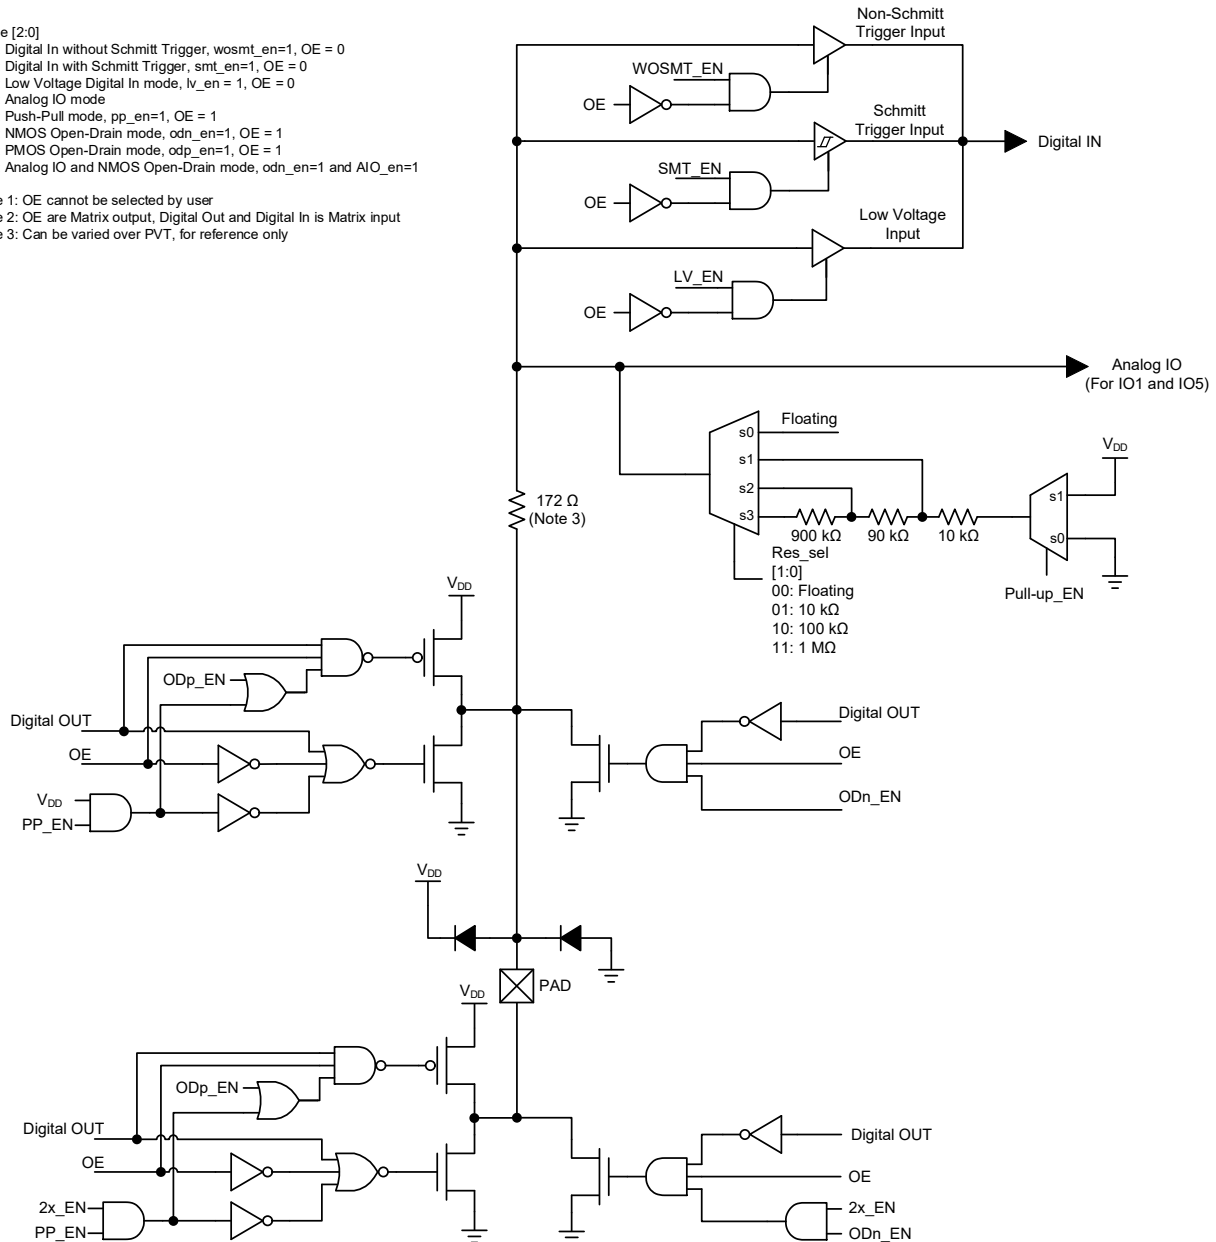 e [2:0]
Digital In without Schmitt Trigger, wosmt_en=1, OE = 0
Digital In with Schmitt Trigger, smt_en=1, OE = 0
Low Voltage Digital In mode, lv_en = 1, OE = 0
Analog IO mode
Push-Pull mode, pp_en=1, OE = 1
NMOS Open-Drain mode, odn_en=1, OE = 1
PMOS Open-Drain mode, odp_en=1, OE = 1
Analog IO and NMOS Open-Drain mode, odn_en=1 and AIO_en=1
e 1: OE cannot be selected by user
e 2: OE are Matrix output, Digital Out and Digital In is Matrix input
e 3: Can be varied over PVT, for reference only
Non-Schmitt
Trigger Input
WOSMT_EN
OE
Schmitt
Trigger Input
Digital IN
SMT_EN
OE
Low Voltage
Input
LV_EN
OE
Analog IO
(For IO1 and IO5)
Floating
s0
s1
s2
s3
900 kΩ
90 kΩ
10 kΩ
VDD
s1
s0
Pull-up_EN
172 Ω
(Note 3)
Res_sel
[1:0]
00: Floating
01: 10 kΩ
10: 100 kΩ
11: 1 MΩ
VDD
ODp_EN
Digital OUT
OE
VDD
PP_EN
Digital OUT
OE
ODn_EN
VDD
PAD
VDD
ODp_EN
Digital OUT
OE
2x_EN
PP_EN
Digital OUT
OE
2x_EN
ODn_EN